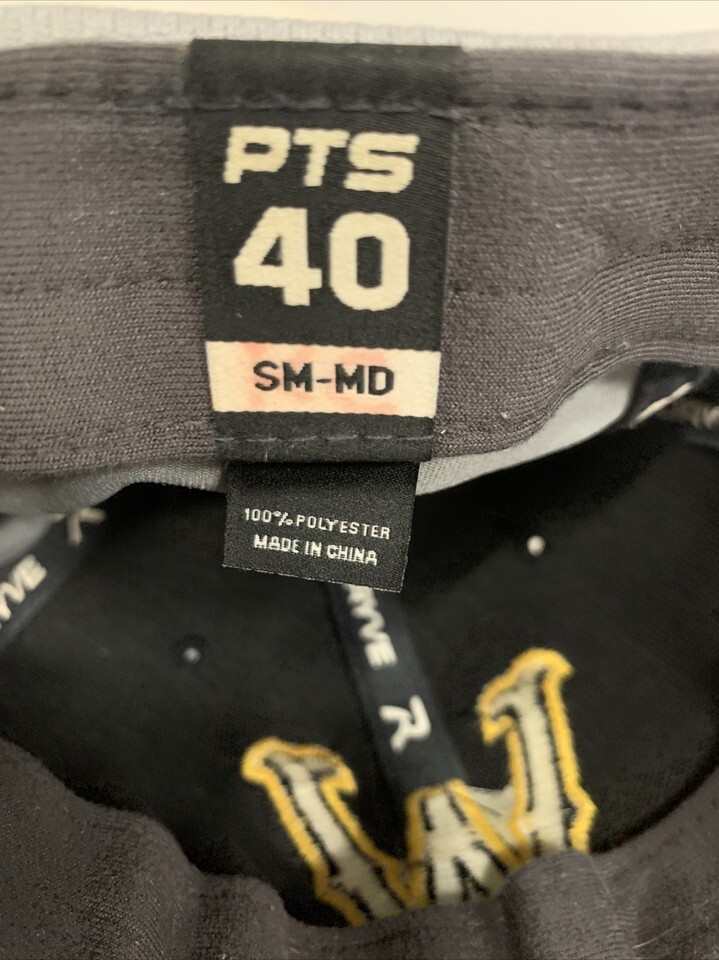 PTS
40
SM-MD
100% POLYESTER
MADE IN CHINA
R